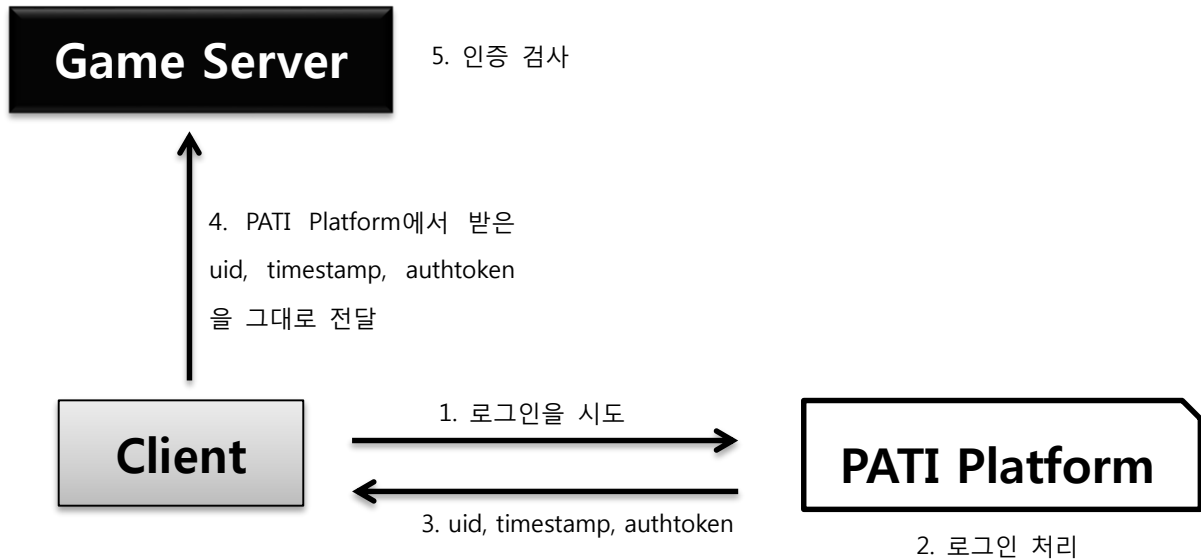 Game Server
5. 인증 검사
4. PATI Platform에서 받은
uid, timestamp, authtoken
을 그대로 전달
1. 로그인을 시도
Client
PATI Platform
3. uid, timestamp, authtoken
2. 로그인 처리